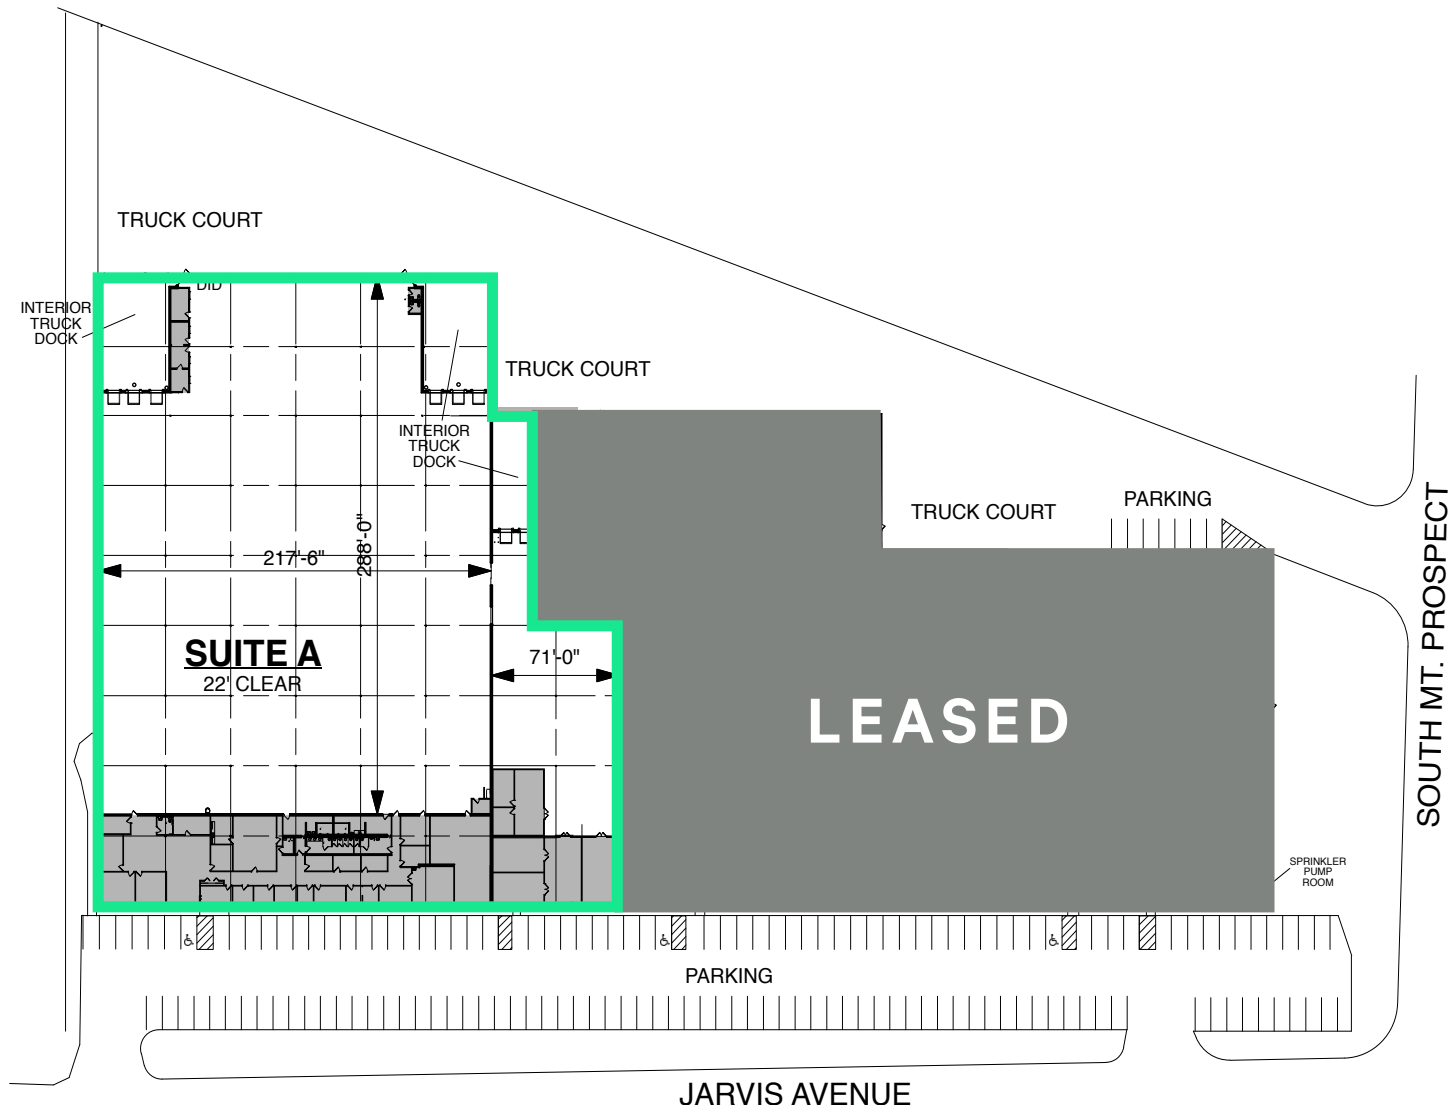 TRUCK COURT
DID
INTERIOR
TRUCK
DOCK
TRUCK COURT
INTERIOR
TRUCK
DOCK
PARKING
TRUCK COURT
217'-6"
288'-0"
SUITE A
22' CLEAR
71'-0"
LEASED
SOUTH MT. PROSPECT
SPRINKLER
PUMP
ROOM
PARKING
JARVIS AVENUE